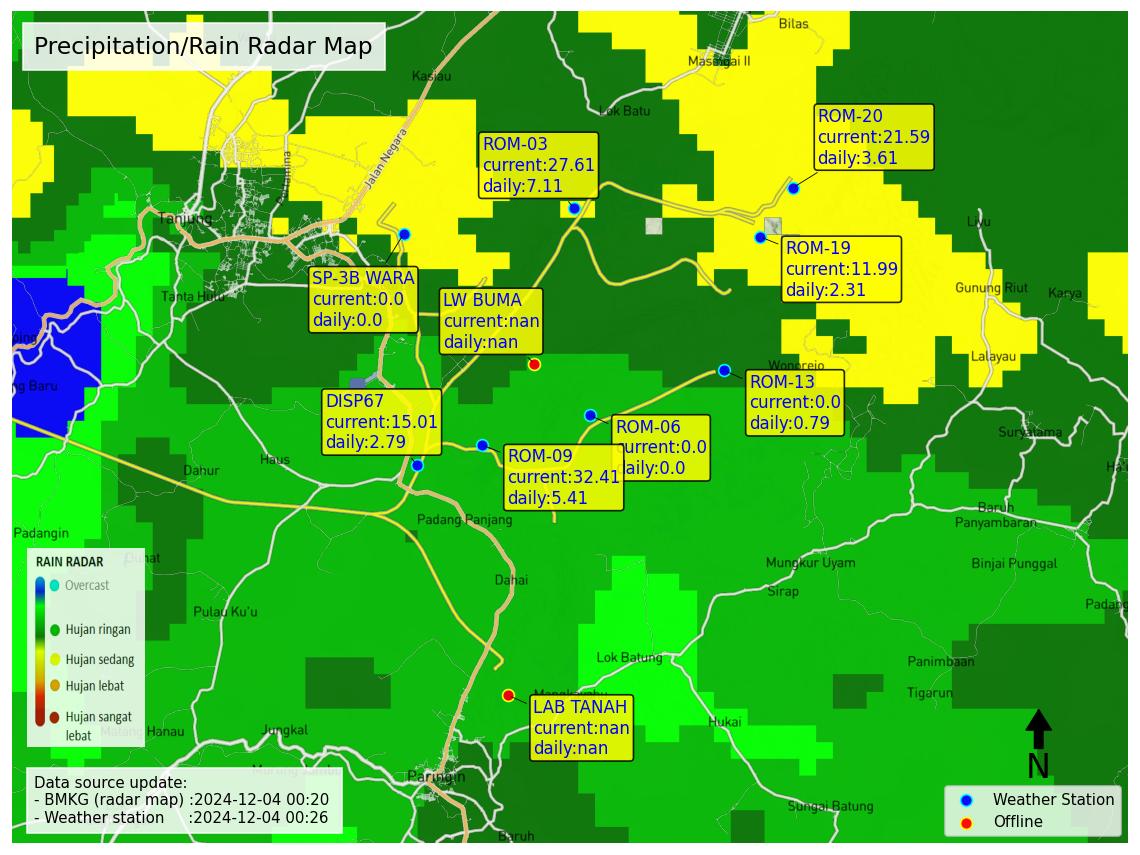 Precipitation/Rain Radar Map
Bilas
Masingai II
Kasiau
Lok Batu
Jalan Negara
ROM-20
current:21.59
daily:3.61
ROM-03
current:27.61
daily:7.11
Tanjung
Liyu
ROM-19
current:11.99
daily:2.31
SP-3B WARA
current:0.0
daily:0.0
LW BUMA
current:nan
daily:nan
Tanta Hulu
Gunung Riut
Karya
Lalayau
Wonorejo
ROM-13
current:0.0
daily:0.79
ng Baru
DISP67
current:15.01
daily:2.79
ROM-06
current:0.0
daily:0.0
ROM-09
current:32.41
daily:5.41
Suryatama
Haus
Dahur
Padang Panjang
Baruh
Panyambaran
Padangin
Mungkur Uyam
Binjai Punggal
Dahai
Sirap
Padang
Pulau Ku'u
RAIN RADAR
Overcast
Hujan ringan
Hujan sedang
Hujan lebat
Hujan sangat
lebat
Lok Batung
Panimbaan
Tigarun
LAB TANAH
current:nan
daily:nan
Hukai
Hanau
Jungkal
N
Paringin
Data source update:
- BMKG (radar map) :2024-12-04 00:20
- Weather station :2024-12-04 00:26
Weather Station
Offline
Sungai Batung
Baruh